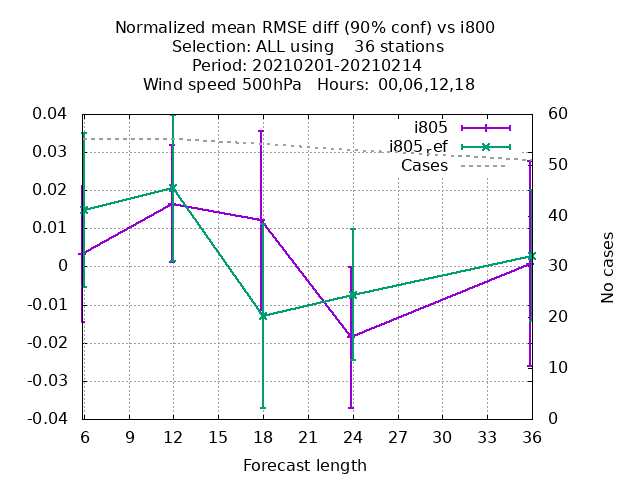 Normalized mean RMSE diff (90% conf) vs i800
Selection: ALL using    36 stations
Period: 20210201-20210214
Wind speed 500hPa   Hours: 00,06,12,18
i805
i805_ref
Cases
0.04
0.03
0.02
0.01
0
-0.01
-0.02
-0.03
-0.04
60
50
40
30
20
10
0
No cases
6 9 12 15 18 21 24 27 30 33 36
Forecast length